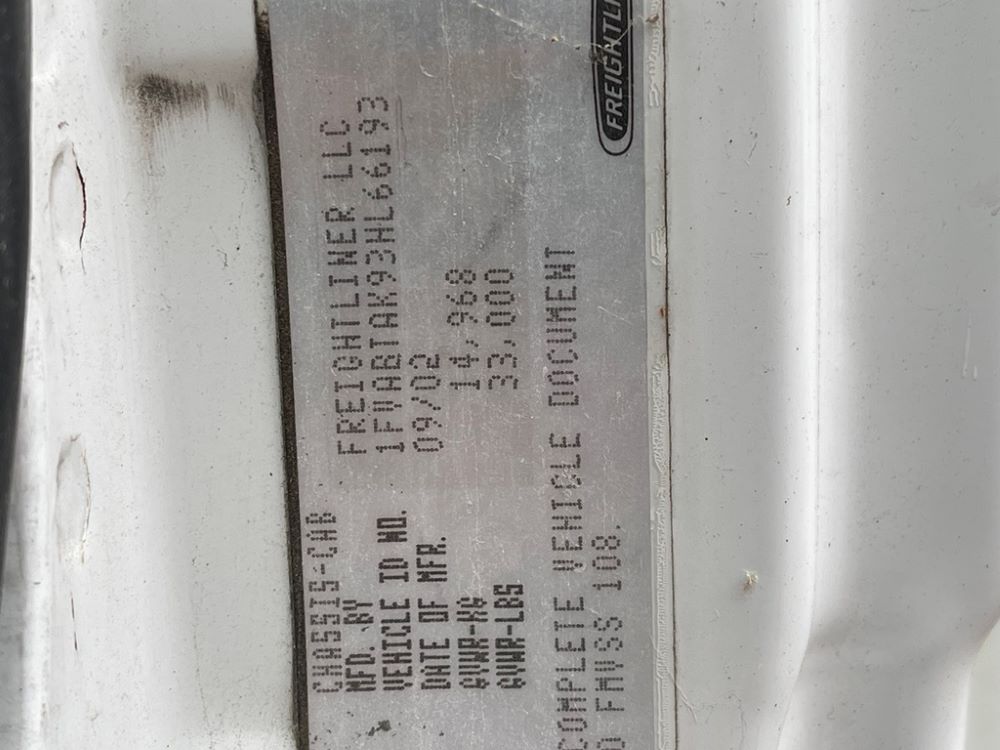 CHASSIS-CAB
MFD. BY FREIGHTLINER LLC
VEHICLE ID NO. 1FVABTAK93HL66193
DATE OF MFR. 09/02
GVWR-KG 14,968
GVWR-LBS 33,000
COMPLETE VEHICLE DOCUMENT
FMVSS 108.
FREIGHTLI